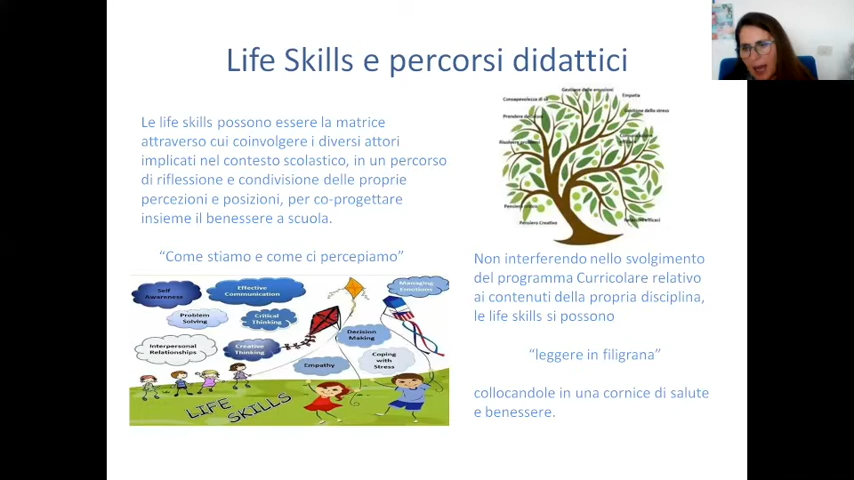 Life Skills e percorsi didattici
Le life skills possono essere la matrice
attraverso cui coinvolgere i diversi attori
implicati nel contesto scolastico, in un percorso
di riflessione e condivisione delle proprie
percezioni e posizioni, per co-progettare
insieme il benessere a scuola.
“Come stiamo e come ci percepiamo”
Self
Awareness
Effective
Communication
Managing
Emotions
Problem
Solving
Critical
Thinking
Decision
Making
Interpersonal
Relationships
Creative
Thinking
Empathy
Coping
with
Stress
LIFE
SKILLS
Gestione delle emozioni
Empatia
Consapevolezza di sé
Gestione dello stress
Risolvere problemi
Pensiero Creativo
Non interferendo nello svolgimento
del programma Curricolare relativo
ai contenuti della propria disciplina,
le life skills si possono
“leggere in filigrana”
collocandole in una cornice di salute
e benessere.